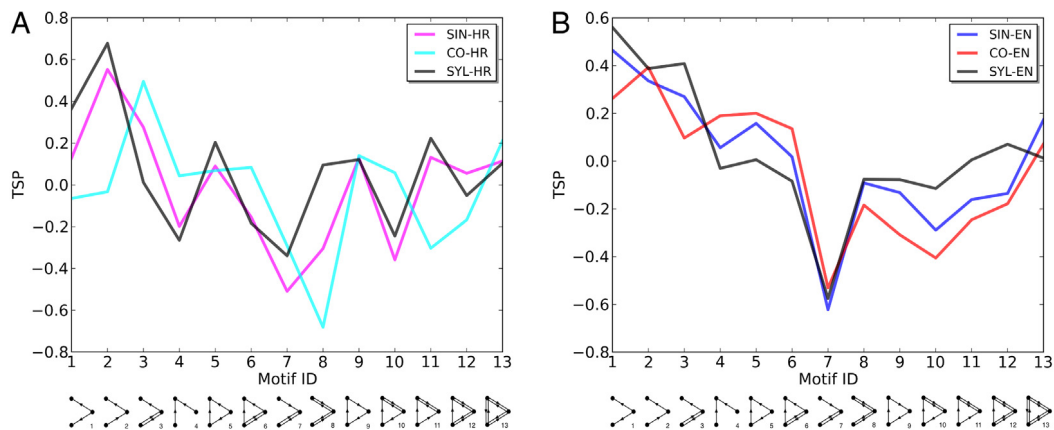 A
SIN-HR
CO-HR
SYL-HR
TSP
0.8
0.6
0.4
0.2
0.0
−0.2
−0.4
−0.6
−0.8
1 2 3 4 5 6 7 8 9 10 11 12 13
Motif ID
1 2 3 4 5 6 7 8 9 10 11 12 13
B
SIN-EN
CO-EN
SYL-EN
TSP
0.6
0.4
0.2
0.0
−0.2
−0.4
−0.6
−0.8
1 2 3 4 5 6 7 8 9 10 11 12 13
Motif ID
1 2 3 4 5 6 7 8 9 10 11 12 13